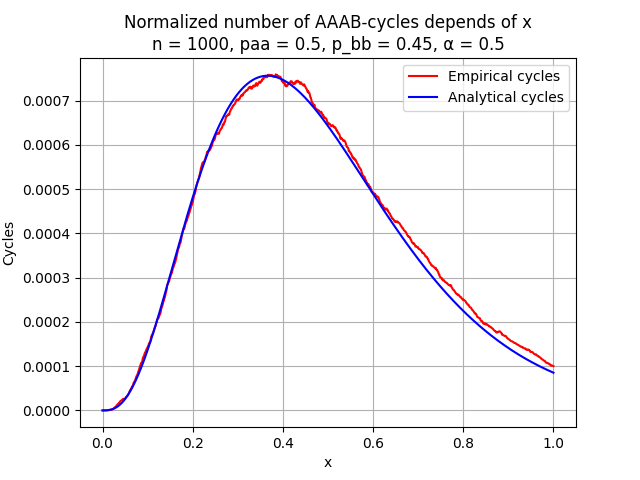 Normalized number of AAAB-cycles depends of x
n = 1000, paa = 0.5, p_bb = 0.45, α = 0.5
Empirical cycles
Analytical cycles
Cycles
0.0007
0.0006
0.0005
0.0004
0.0003
0.0002
0.0001
0.0000
0.0 0.2 0.4 0.6 0.8 1.0
x